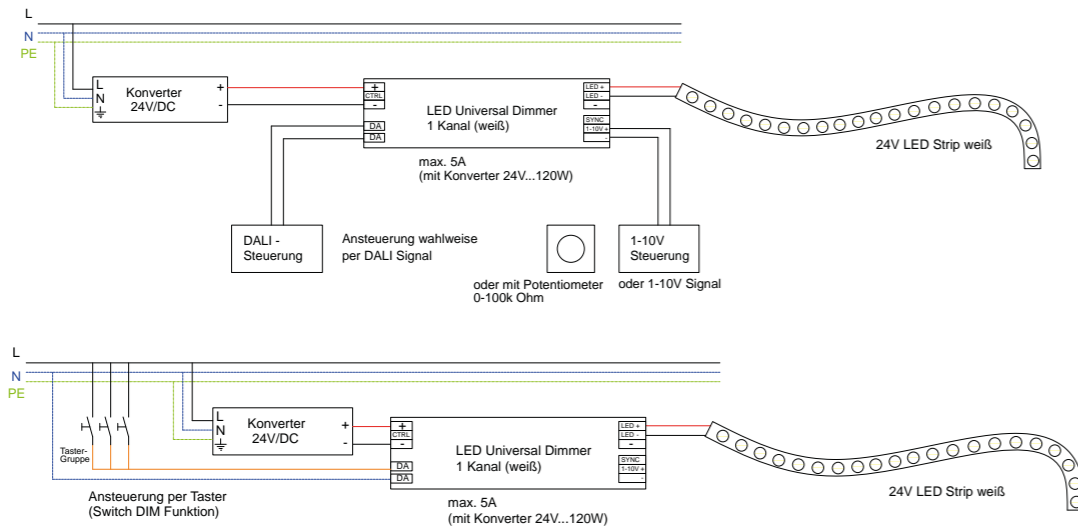 L
N
PE
L
N
Konverter
24V/DC
+
-
+
CTRL
-
DA
DA
LED Universal Dimmer
1 Kanal (weiß)
LED +
LED -
-
SYNC
1-10V +
-
24V LED Strip weiß
max. 5A
(mit Konverter 24V...120W)
DALI -
Steuerung
Ansteuerung wahlweise
per DALI Signal
1-10V
Steuerung
oder mit Potentiometer
0-100k Ohm
oder 1-10V Signal
L
N
PE
L
N
Konverter
24V/DC
+
-
+
CTRL
-
DA
DA
LED Universal Dimmer
1 Kanal (weiß)
LED +
LED -
-
SYNC
1-10V +
-
Taster-
Gruppe
24V LED Strip weiß
Ansteuerung per Taster
(Switch DIM Funktion)
max. 5A
(mit Konverter 24V...120W)